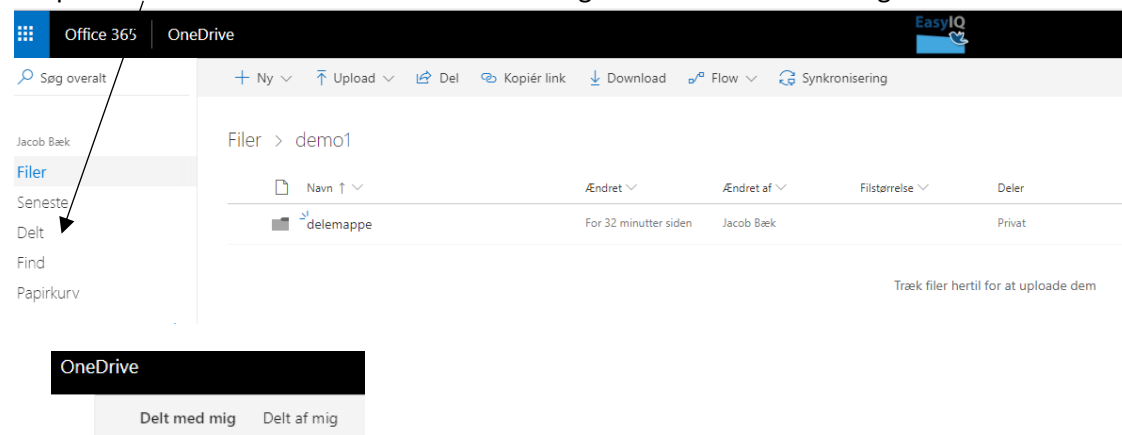 Office 365 OneDrive EasyIQ
Søg overalt + Ny Upload Del Kopiér link Download Flow Synkronisering
Jacob Bæk
Filer > demo1
Filer
Navn ↑ Ændret Ændret af Filstørrelse Deler
Seneste
delemappe For 32 minutter siden Jacob Bæk Privat
Delt
Find
Papirkurv
Træk filer hertil for at uploade dem
OneDrive
Delt med mig Delt af mig